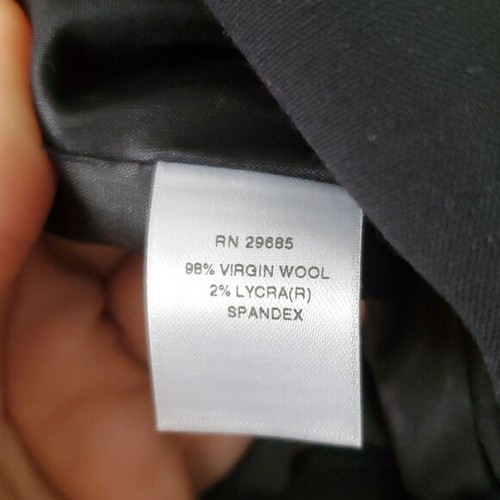 RN 29685
98% VIRGIN WOOL
2% LYCRA(R)
SPANDEX